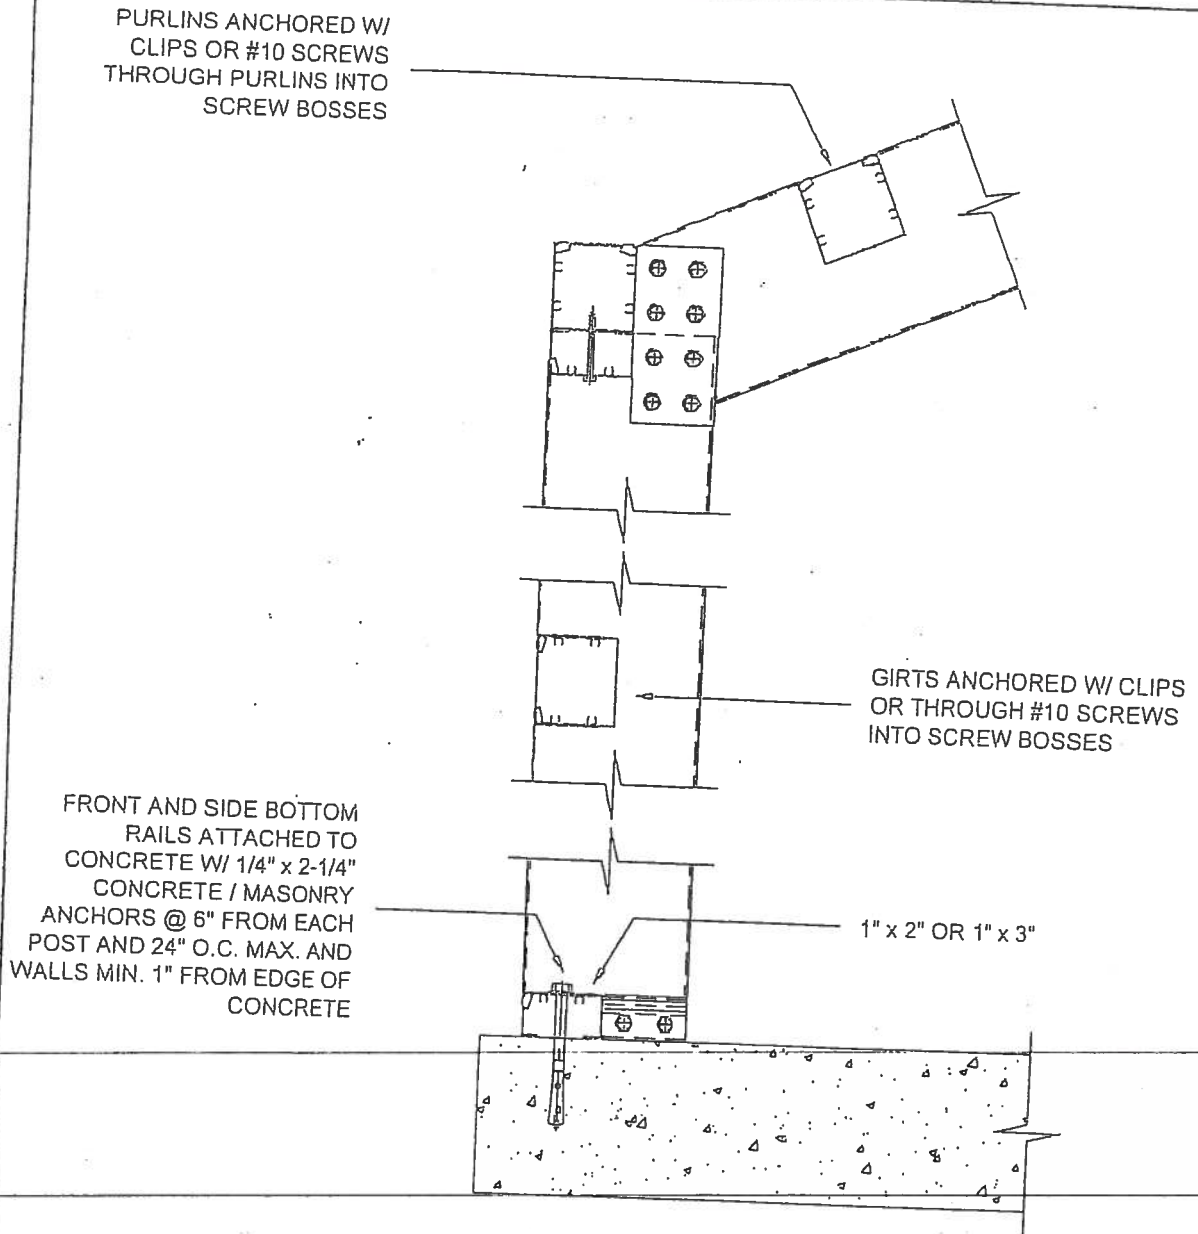 PURLINS ANCHORED W/
CLIPS OR #10 SCREWS
THROUGH PURLINS INTO
SCREW BOSSES
GIRTS ANCHORED W/ CLIPS
OR THROUGH #10 SCREWS
INTO SCREW BOSSES
FRONT AND SIDE BOTTOM
RAILS ATTACHED TO
CONCRETE W/ 1/4" x 2-1/4"
CONCRETE / MASONRY
ANCHORS @ 6" FROM EACH
POST AND 24" O.C. MAX. AND
WALLS MIN. 1" FROM EDGE OF
CONCRETE
1" x 2" OR 1" x 3"